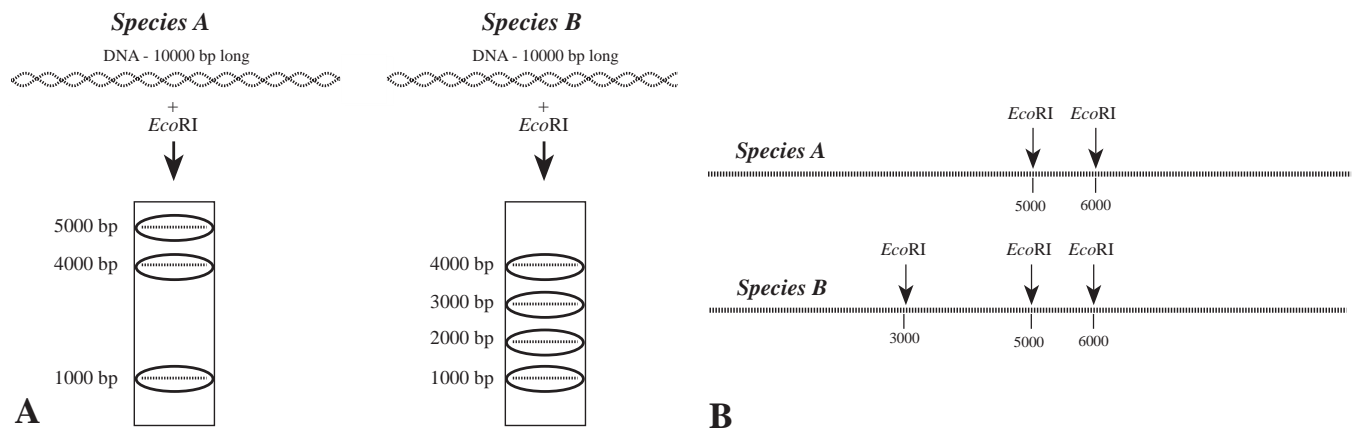 Species A
DNA - 10000 bp long
+
EcoRI
5000 bp
4000 bp
1000 bp
A
Species B
DNA - 10000 bp long
+
EcoRI
4000 bp
3000 bp
2000 bp
1000 bp
EcoRI EcoRI
Species A
5000 6000
EcoRI EcoRI EcoRI
Species B
3000 5000 6000
B